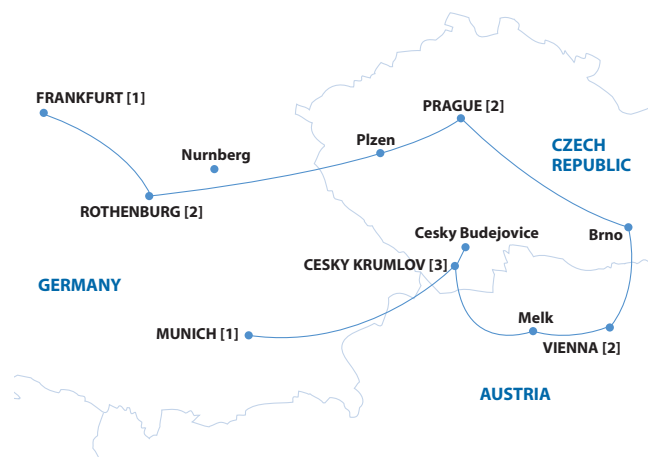 FRANKFURT [1]
PRAGUE [2]
Plzen
CZECH
REPUBLIC
Nurnberg
ROTHENBURG [2]
Cesky Budejovice
Brno
CESKY KRUMLOV [3]
GERMANY
Melk
MUNICH [1]
VIENNA [2]
AUSTRIA